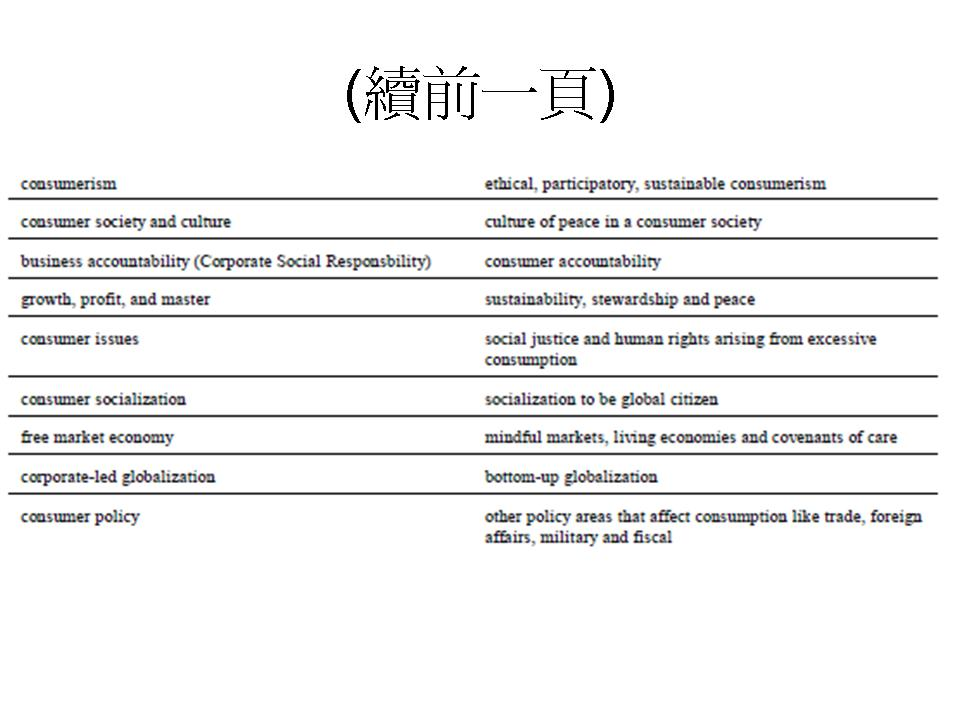 (續前一頁)
consumerism ethical, participatory, sustainable consumerism
consumer society and culture culture of peace in a consumer society
business accountability (Corporate Social Responsbility) consumer accountability
growth, profit, and master sustainability, stewardship and peace
consumer issues social justice and human rights arising from excessive
consumption
consumer socialization socialization to be global citizen
free market economy mindful markets, living economies and covenants of care
corporate-led globalization bottom-up globalization
consumer policy other policy areas that affect consumption like trade, foreign
affairs, military and fiscal